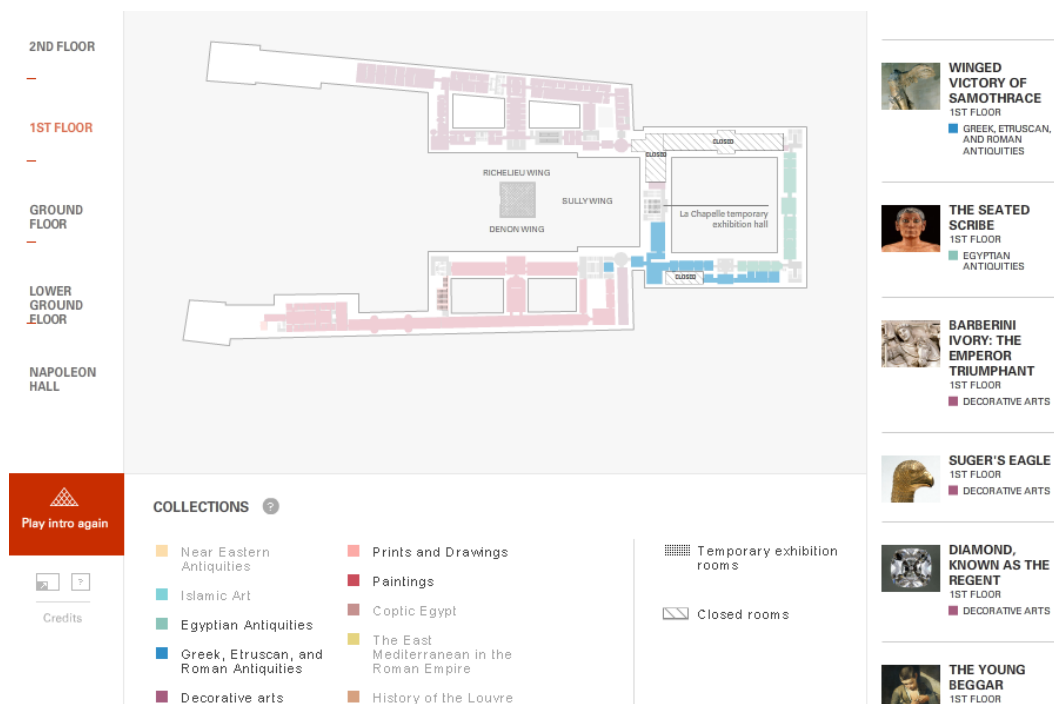 2ND FLOOR
1ST FLOOR
GROUND
FLOOR
LOWER
GROUND
FLOOR
NAPOLEON
HALL
Play intro again
?
Credits
RICHELIEU WING
SULLY WING
DENON WING
CLOSED
CLOSED
La Chapelle temporary
exhibition hall
CLOSED
COLLECTIONS ?
Near Eastern
Antiquities
Islamic Art
Egyptian Antiquities
Greek, Etruscan, and
Roman Antiquities
Decorative arts
Prints and Drawings
Paintings
Coptic Egypt
The East
Mediterranean in the
Roman Empire
History of the Louvre
Temporary exhibition
rooms
Closed rooms
WINGED
VICTORY OF
SAMOTHRACE
1ST FLOOR
GREEK, ETRUSCAN,
AND ROMAN
ANTIQUITIES
THE SEATED
SCRIBE
1ST FLOOR
EGYPTIAN
ANTIQUITIES
BARBERINI
IVORY: THE
EMPEROR
TRIUMPHANT
1ST FLOOR
DECORATIVE ARTS
SUGER'S EAGLE
1ST FLOOR
DECORATIVE ARTS
DIAMOND,
KNOWN AS THE
REGENT
1ST FLOOR
DECORATIVE ARTS
THE YOUNG
BEGGAR
1ST FLOOR